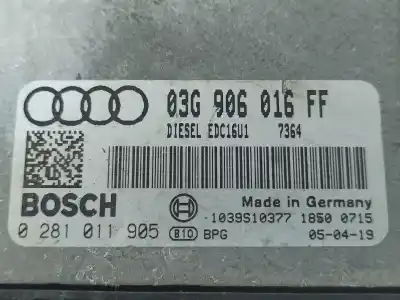 03G 906 016 FF
DIESEL EDC16U1 7364
BOSCH
Made in Germany
1039S10377 1850 0715
0 281 011 905 BIO BPG 05-04-19